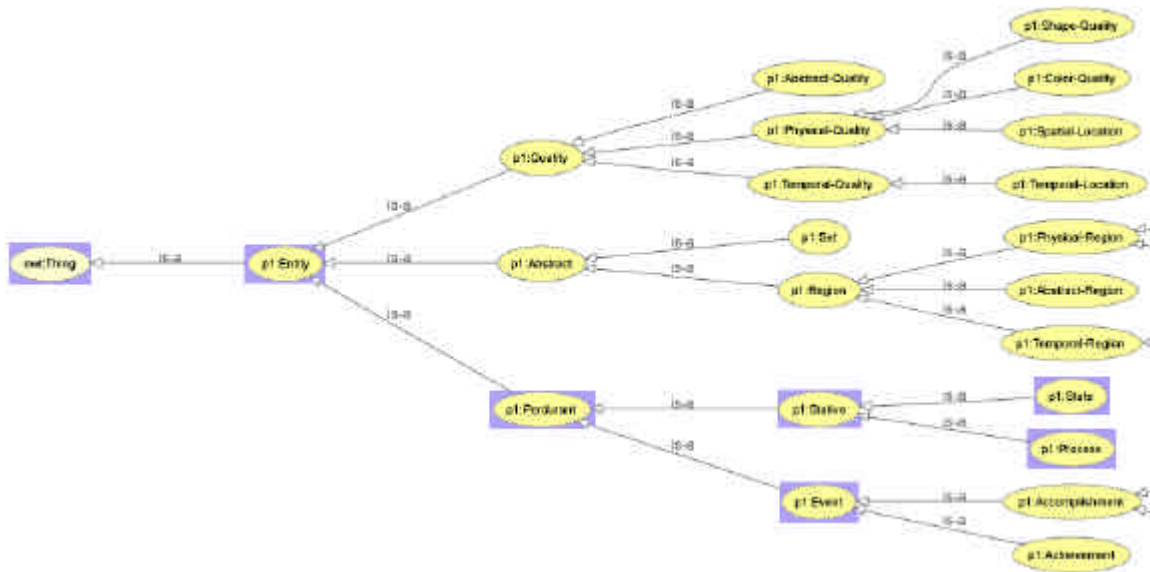 p1:Shape-Quality
is-a
p1:Abstract-Quality
p1:Color-Quality
is-a
is-a
is-a
p1:Physical-Quality
is-a
p1:Spatial-Location
p1:Quality
is-a
p1:Temporal-Quality
is-a
p1:Temporal-Location
is-a
p1:Set
is-a
p1:Physical-Region
is-a
owl:Thing
is-a
p1:Entity
is-a
p1:Abstract
is-a
p1:Region
is-a
p1:Abstract-Region
is-a
is-a
p1:Temporal-Region
p1:Perdurant
is-a
p1:Stative
is-a
p1:State
is-a
p1:Process
is-a
p1:Event
is-a
p1:Accomplishment
is-a
p1:Achievement